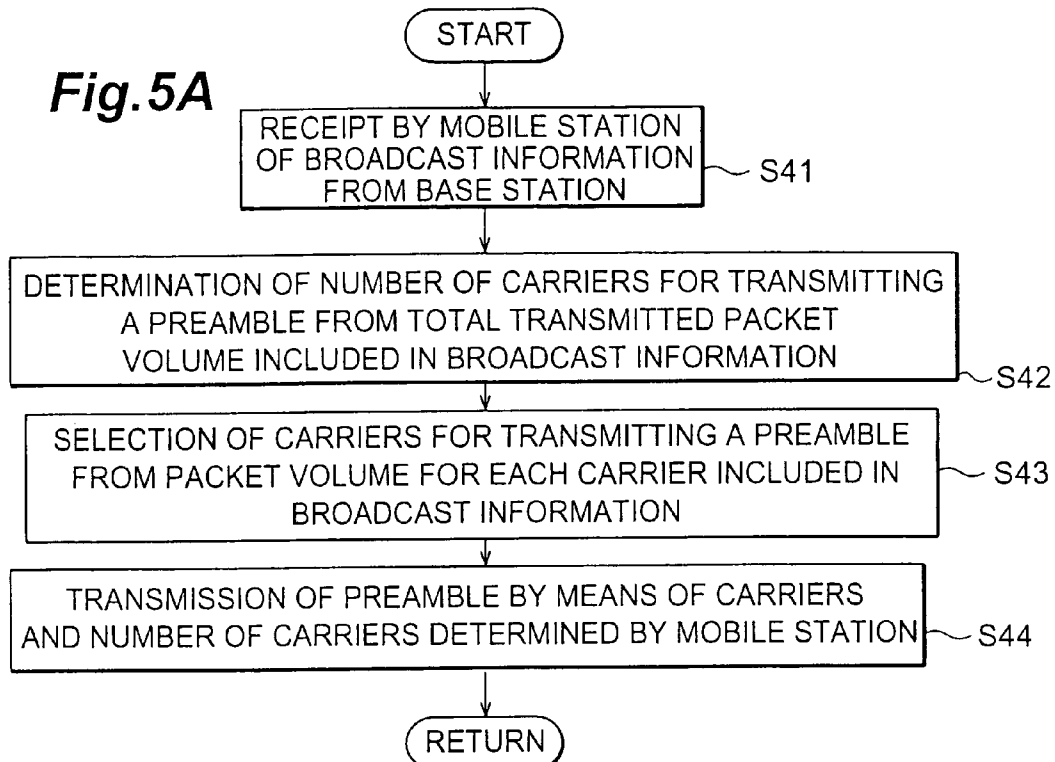 START
Fig.5A
RECEIPT BY MOBILE STATION
OF BROADCAST INFORMATION
FROM BASE STATION
S41
DETERMINATION OF NUMBER OF CARRIERS FOR TRANSMITTING
A PREAMBLE FROM TOTAL TRANSMITTED PACKET
VOLUME INCLUDED IN BROADCAST INFORMATION
S42
SELECTION OF CARRIERS FOR TRANSMITTING A PREAMBLE
FROM PACKET VOLUME FOR EACH CARRIER INCLUDED IN
BROADCAST INFORMATION
S43
TRANSMISSION OF PREAMBLE BY MEANS OF CARRIERS
AND NUMBER OF CARRIERS DETERMINED BY MOBILE STATION
S44
RETURN